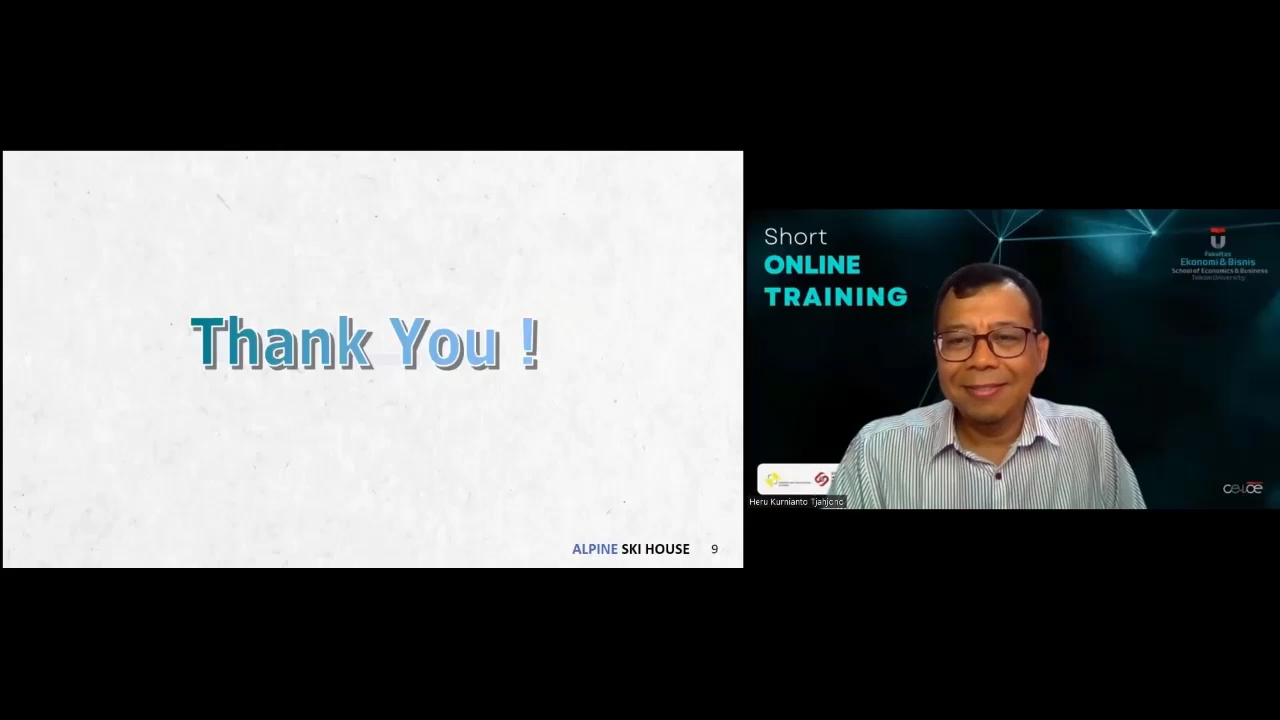 Thank You !
ALPINE SKI HOUSE 9
Short
ONLINE
TRAINING
Fakultas
Ekonomi & Bisnis
School of Economics & Business
Telkom University
Heru Kurnianto Tjahjono